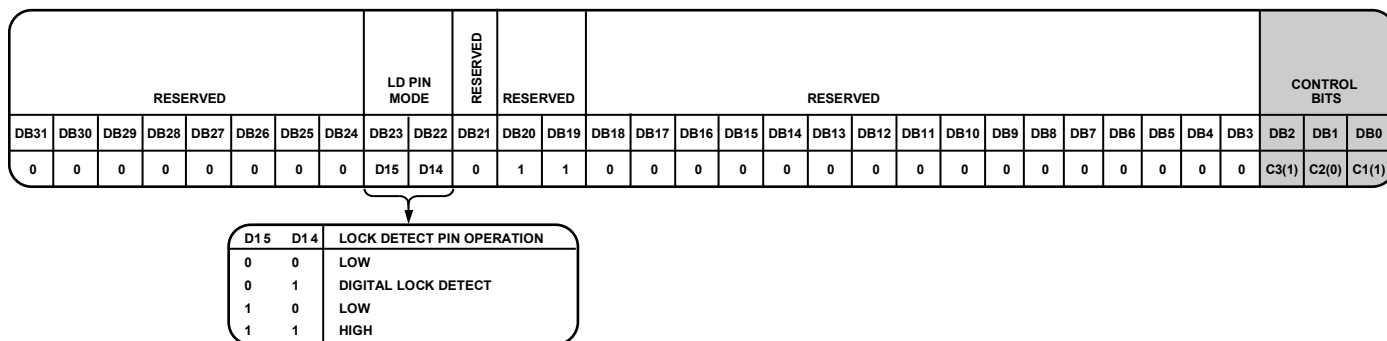 RESERVED LD PIN MODE RESERVED RESERVED RESERVED CONTROL BITS
DB31 DB30 DB29 DB28 DB27 DB26 DB25 DB24 DB23 DB22 DB21 DB20 DB19 DB18 DB17 DB16 DB15 DB14 DB13 DB12 DB11 DB10 DB9 DB8 DB7 DB6 DB5 DB4 DB3 DB2 DB1 DB0
0 0 0 0 0 0 0 0 D15 D14 0 1 1 0 0 0 0 0 0 0 0 0 0 0 0 0 0 0 0 C3(1) C2(0) C1(1)
D15 D14 LOCK DETECT PIN OPERATION
0 0 LOW
0 1 DIGITAL LOCK DETECT
1 0 LOW
1 1 HIGH